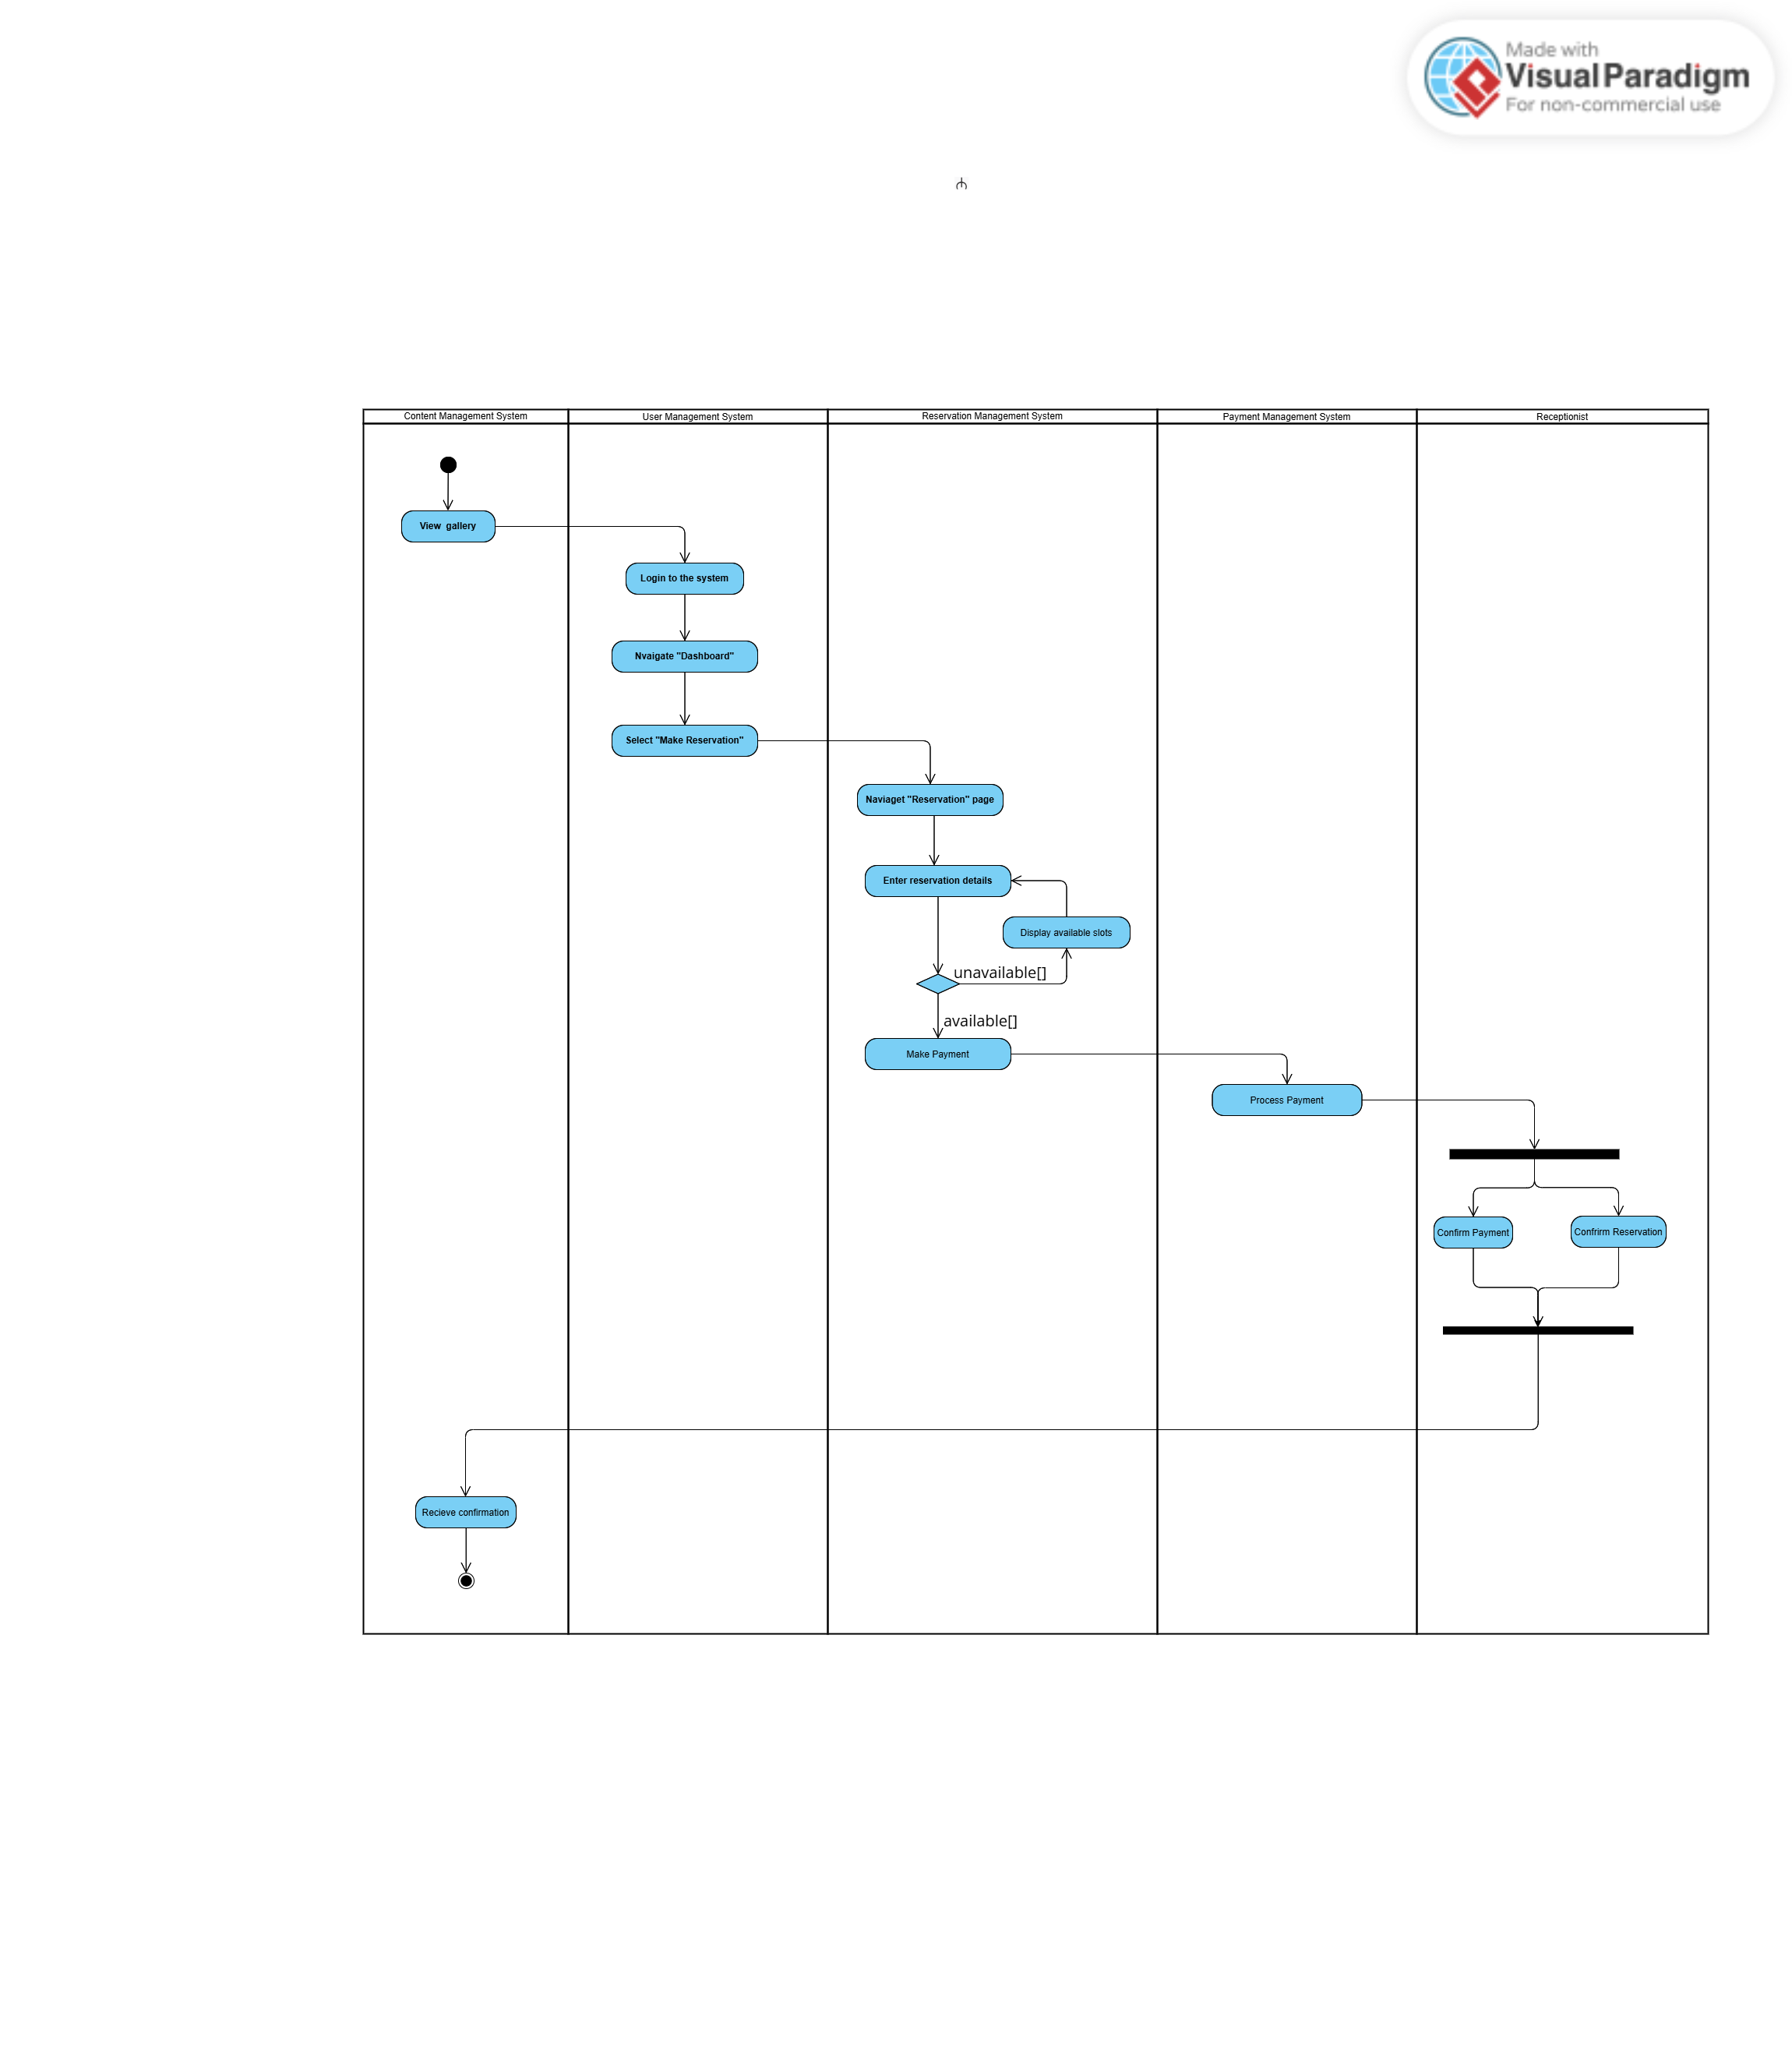 Made with
Visual Paradigm
For non-commercial use
Content Management System
User Management System
Reservation Management System
Payment Management System
Receptionist
View gallery
Login to the system
Nvaigate "Dashboard"
Select "Make Reservation"
Naviaget "Reservation" page
Enter reservation details
Display available slots
unavailable[]
available[]
Make Payment
Process Payment
Confirm Payment
Confrirm Reservation
Recieve confirmation